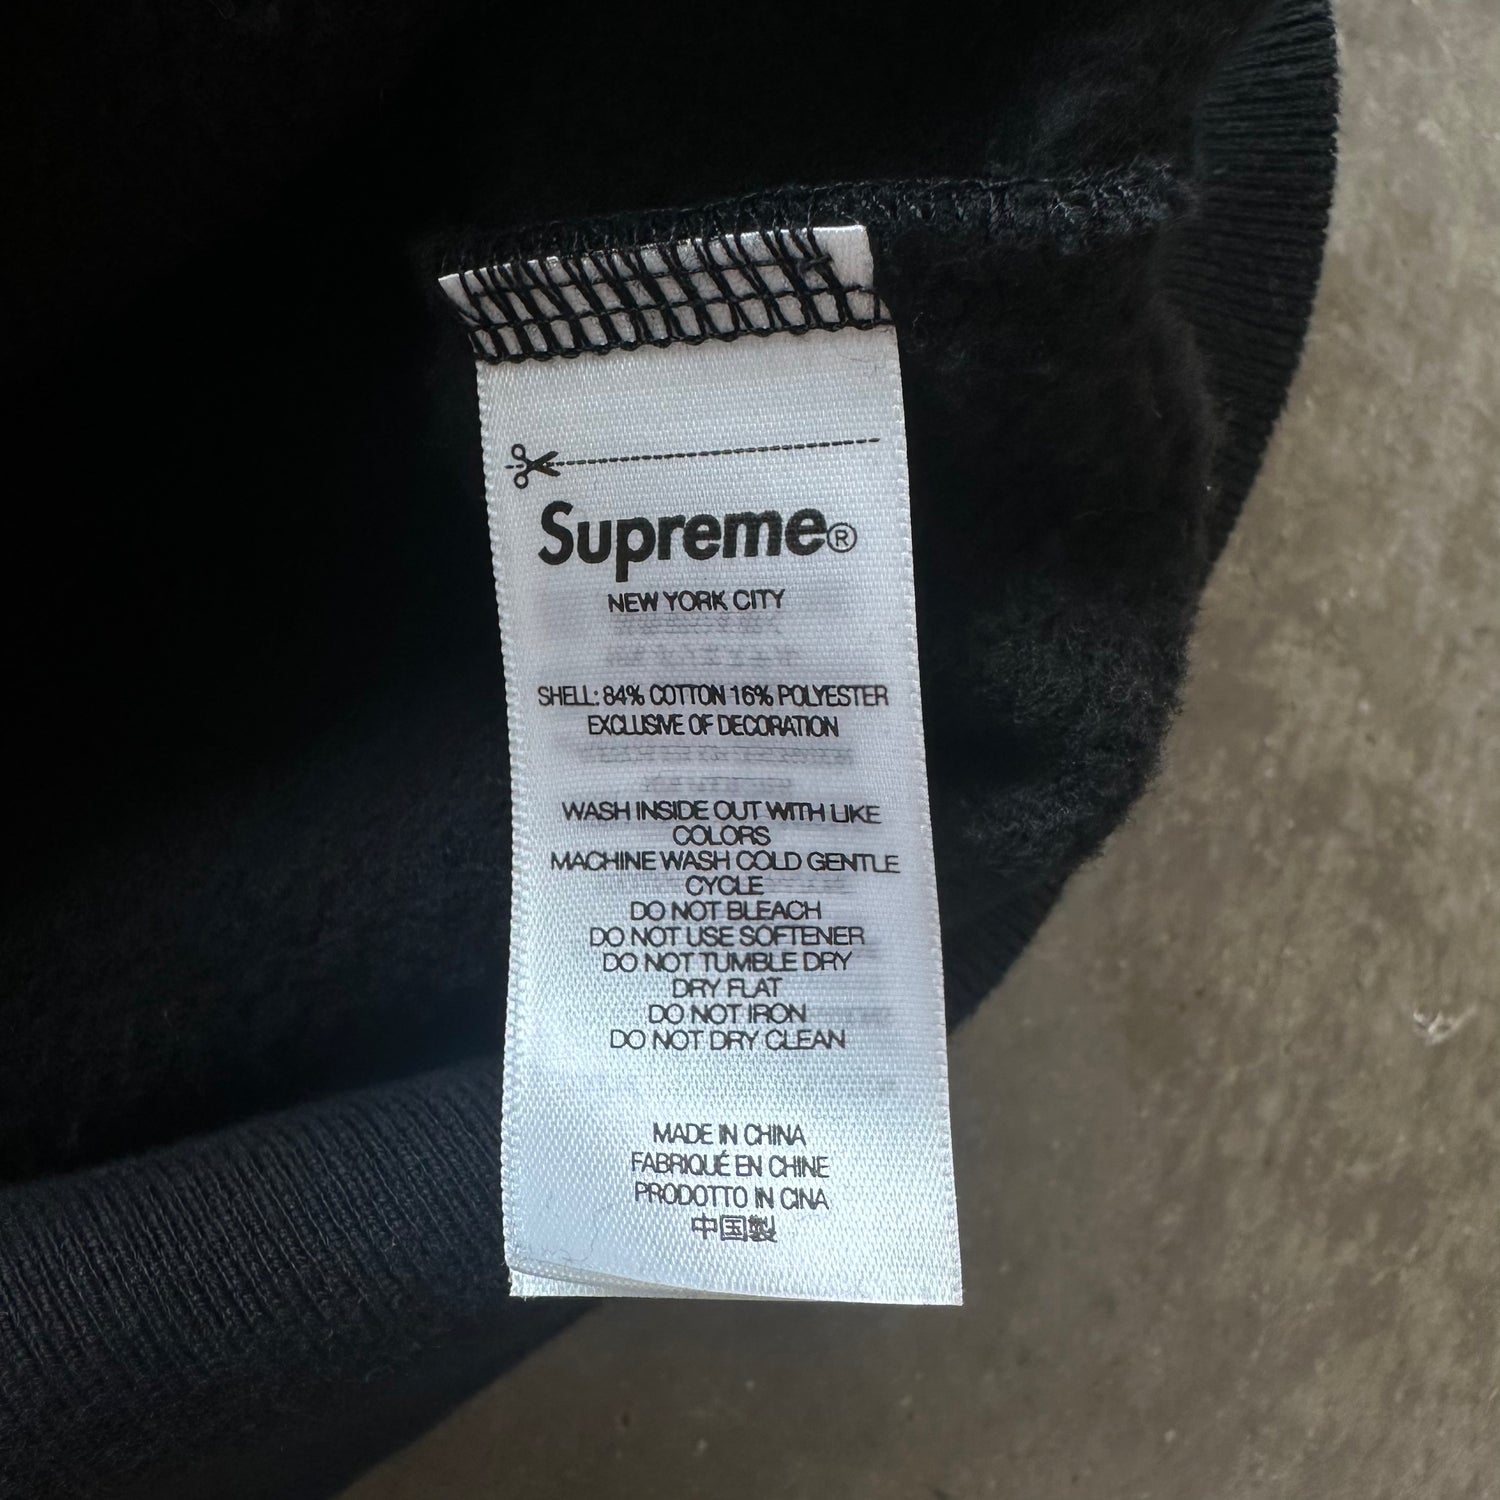 Supreme®
NEW YORK CITY
SHELL: 84% COTTON 16% POLYESTER
EXCLUSIVE OF DECORATION
WASH INSIDE OUT WITH LIKE
COLORS
MACHINE WASH COLD GENTLE
CYCLE
DO NOT BLEACH
DO NOT USE SOFTENER
DO NOT TUMBLE DRY
DRY FLAT
DO NOT IRON
DO NOT DRY CLEAN
MADE IN CHINA
FABRIQUÉ EN CHINE
PRODOTTO IN CINA
中国製